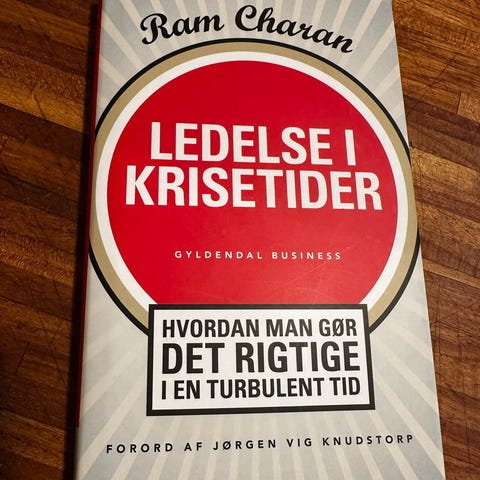 Ram Charan
LEDELSE I
KRISETIDER
GYLDENDAL BUSINESS
HVORDAN MAN GØR
DET RIGTIGE
I EN TURBULENT TID
FORORD AF JØRGEN VIG KNUDSTORP